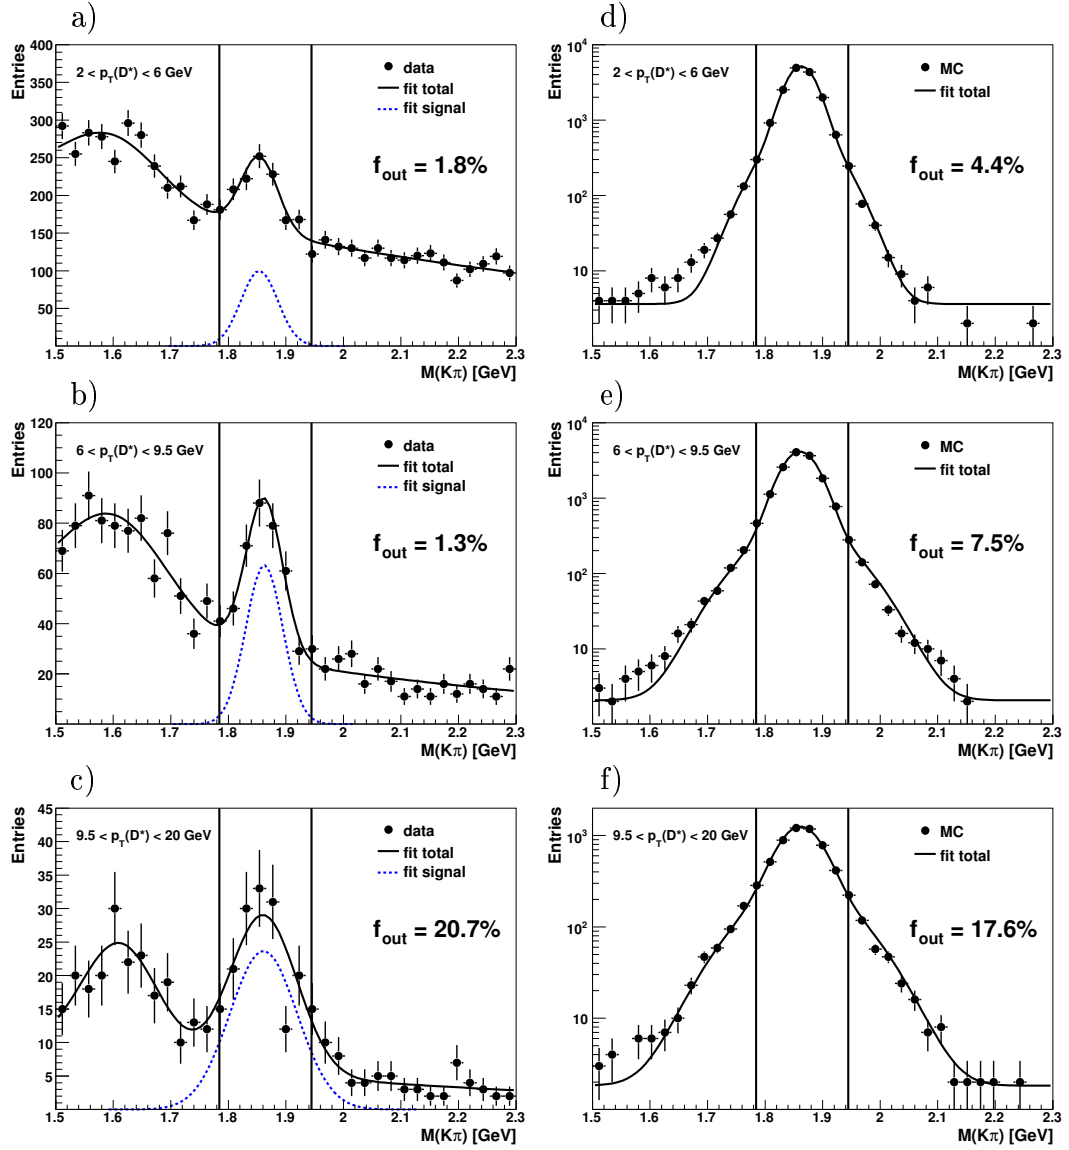 a)
Entries
400
350
300
250
200
150
100
50
2 < p_T(D*) < 6 GeV
data
fit total
fit signal
f_out = 1.8%
1.5 1.6 1.7 1.8 1.9 2 2.1 2.2 2.3
M(Kπ) [GeV]
d)
Entries
10^4
10^3
10^2
10
2 < p_T(D*) < 6 GeV
MC
fit total
f_out = 4.4%
1.5 1.6 1.7 1.8 1.9 2 2.1 2.2 2.3
M(Kπ) [GeV]
b)
Entries
120
100
80
60
40
20
6 < p_T(D*) < 9.5 GeV
data
fit total
fit signal
f_out = 1.3%
1.5 1.6 1.7 1.8 1.9 2 2.1 2.2 2.3
M(Kπ) [GeV]
e)
Entries
10^4
10^3
10^2
10
6 < p_T(D*) < 9.5 GeV
MC
fit total
f_out = 7.5%
1.5 1.6 1.7 1.8 1.9 2 2.1 2.2 2.3
M(Kπ) [GeV]
c)
Entries
45
40
35
30
25
20
15
10
5
9.5 < p_T(D*) < 20 GeV
data
fit total
fit signal
f_out = 20.7%
1.5 1.6 1.7 1.8 1.9 2 2.1 2.2 2.3
M(Kπ) [GeV]
f)
Entries
10^3
10^2
10
9.5 < p_T(D*) < 20 GeV
MC
fit total
f_out = 17.6%
1.5 1.6 1.7 1.8 1.9 2 2.1 2.2 2.3
M(Kπ) [GeV]